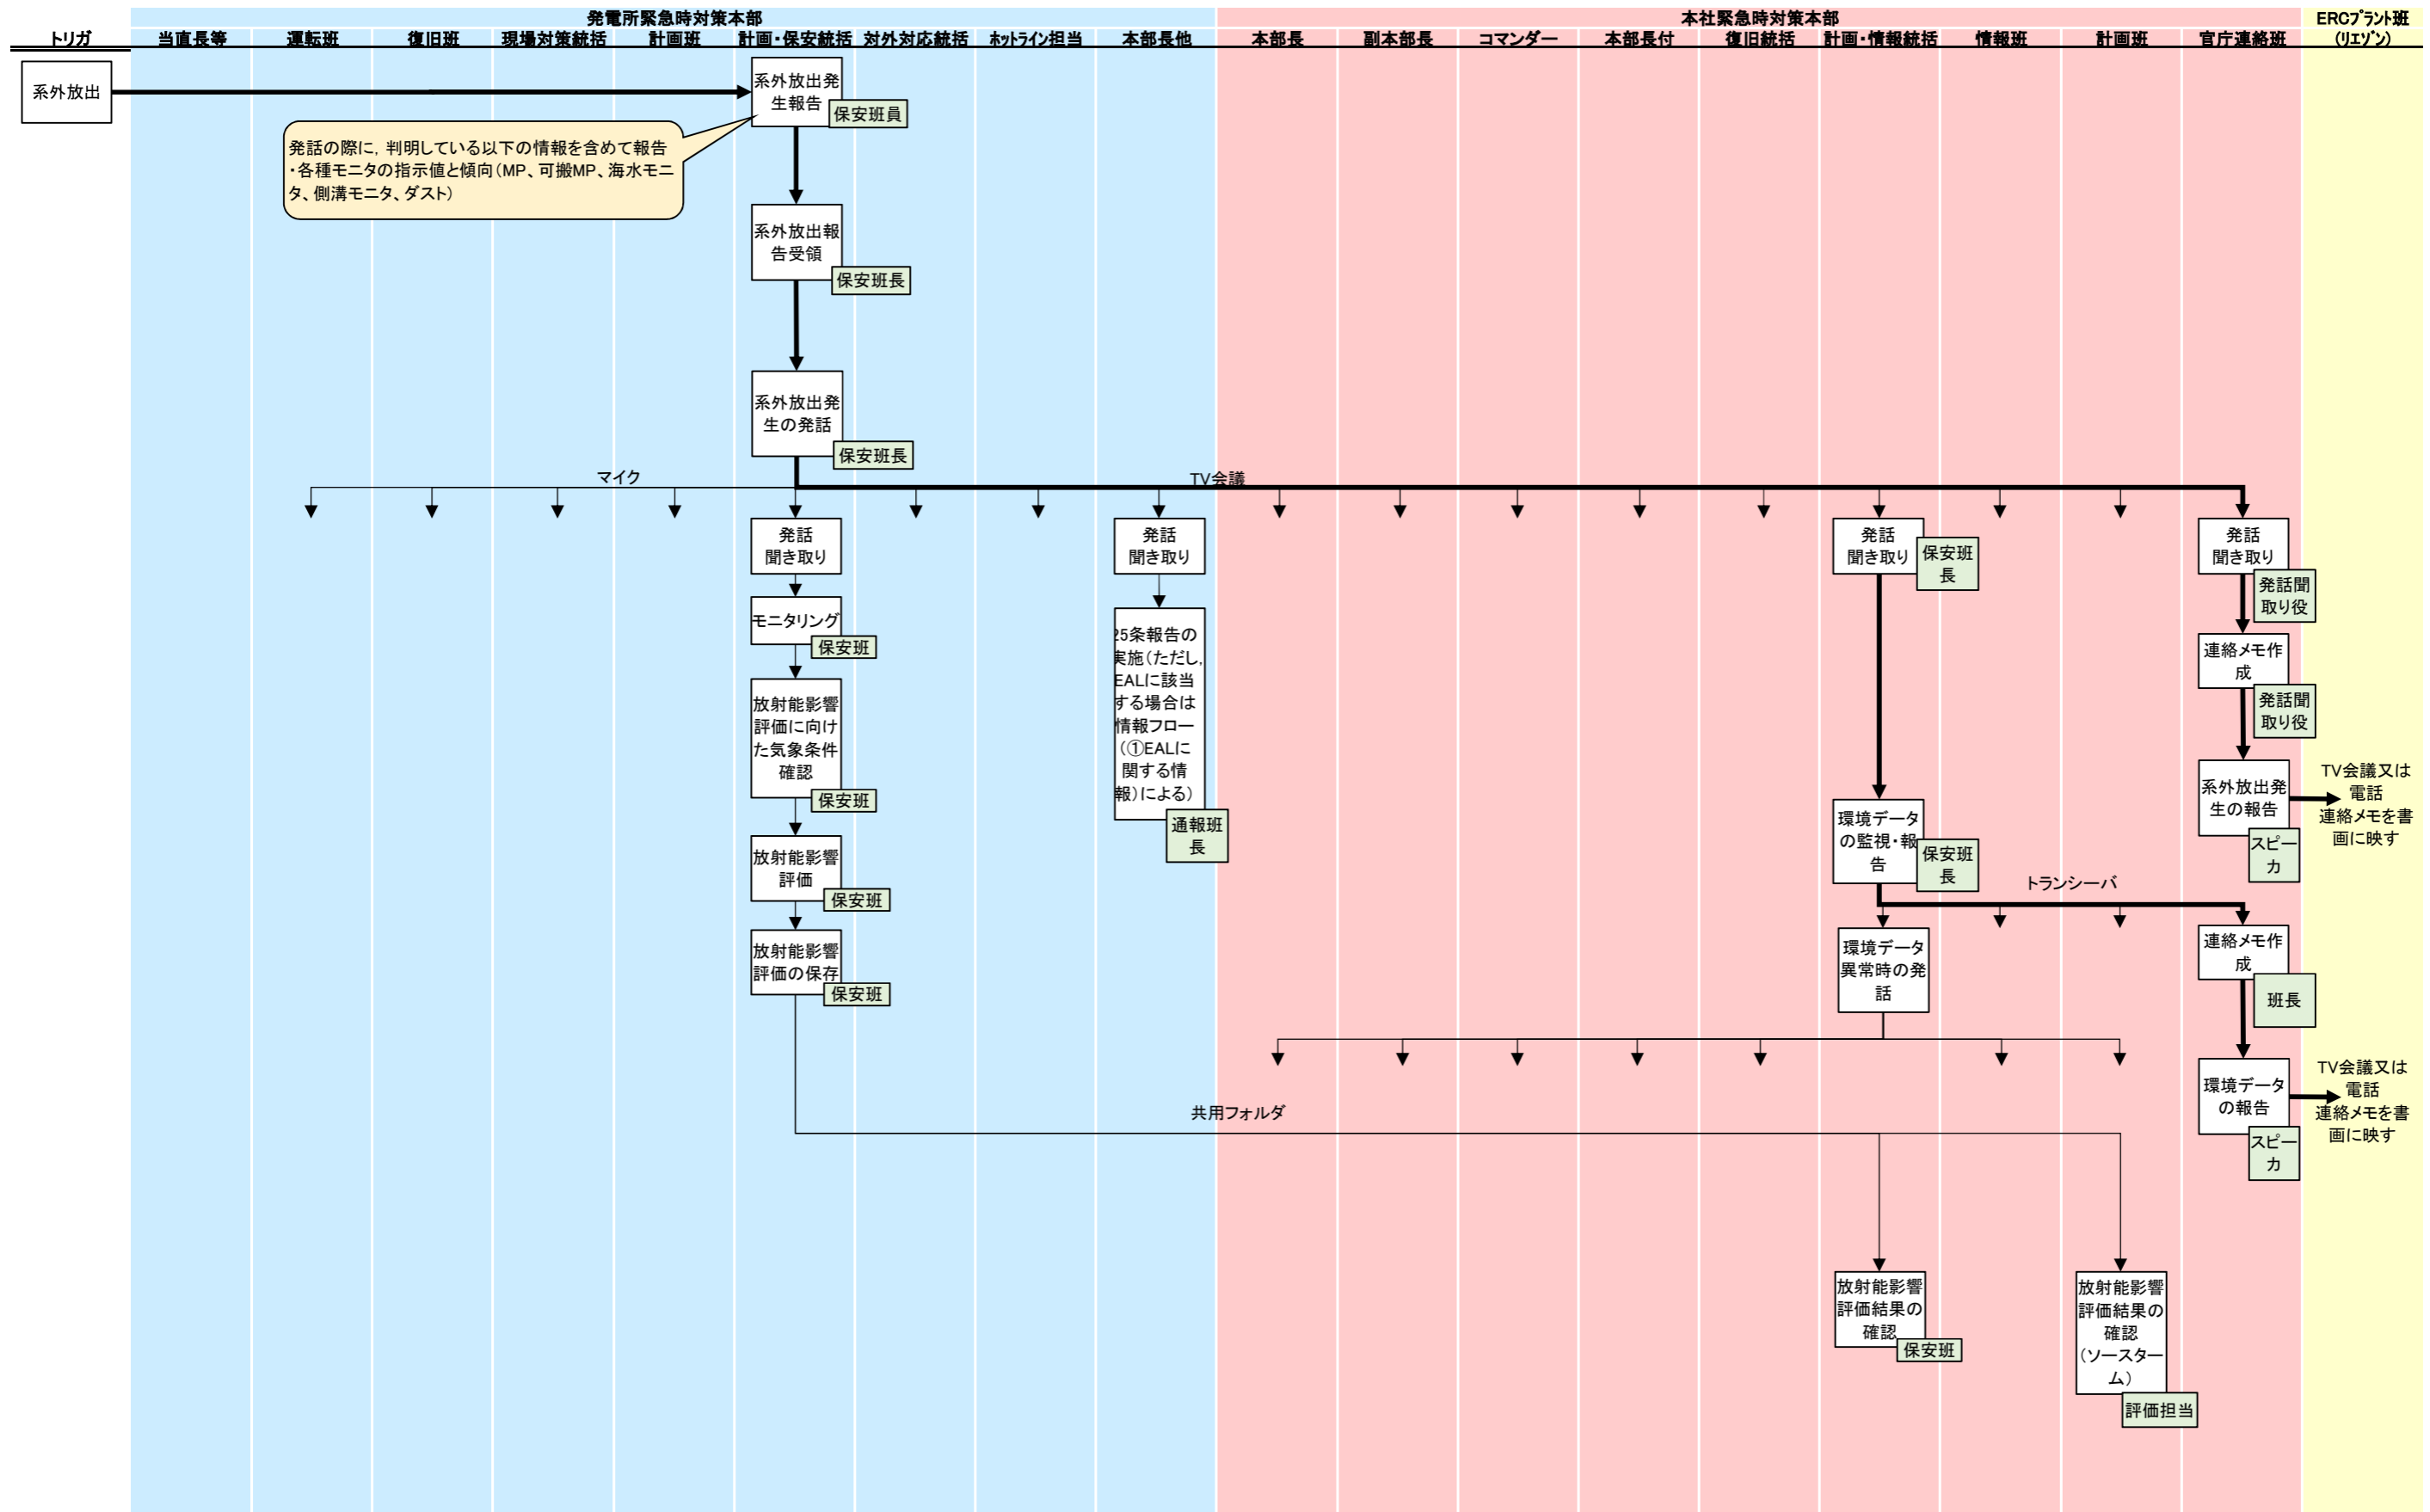 発電所緊急時対策本部
本社緊急時対策本部
ERCプラント班
トリガ
当直長等
運転班
復旧班
現場対策統括
計画班
計画・保安統括
対外対応統括
ホットライン担当
本部長他
本部長
副本部長
コマンダー
本部長付
復旧統括
計画・情報統括
情報班
計画班
官庁連絡班
(リエゾン)
系外放出
系外放出発
生報告
保安班員
発話の際に，判明している以下の情報を含めて報告
・各種モニタの指示値と傾向(MP、可搬MP、海水モニ
タ、側溝モニタ、ダスト)
系外放出報
告受領
保安班長
系外放出発
生の発話
保安班長
マイク
TV会議
発話
聞き取り
モニタリング
保安班
放射能影響
評価に向け
た気象条件
確認
保安班
放射能影響
評価
保安班
放射能影響
評価の保存
保安班
発話
聞き取り
25条報告の
実施(ただし，
EALに該当
する場合は
情報フロー
(①EALに
関する情
報)による)
通報班
長
発話
聞き取り
保安班
長
環境データ
の監視・報
告
保安班
長
トランシーバ
環境データ
異常時の発
話
発話
聞き取り
発話聞
取り役
連絡メモ作
成
発話聞
取り役
系外放出発
生の報告
スピー
カ
TV会議又は
電話
連絡メモを書
画に映す
連絡メモ作
成
班長
環境データ
の報告
スピー
カ
TV会議又は
電話
連絡メモを書
画に映す
共用フォルダ
放射能影響
評価結果の
確認
保安班
放射能影響
評価結果の
確認
(ソースター
ム)
評価担当